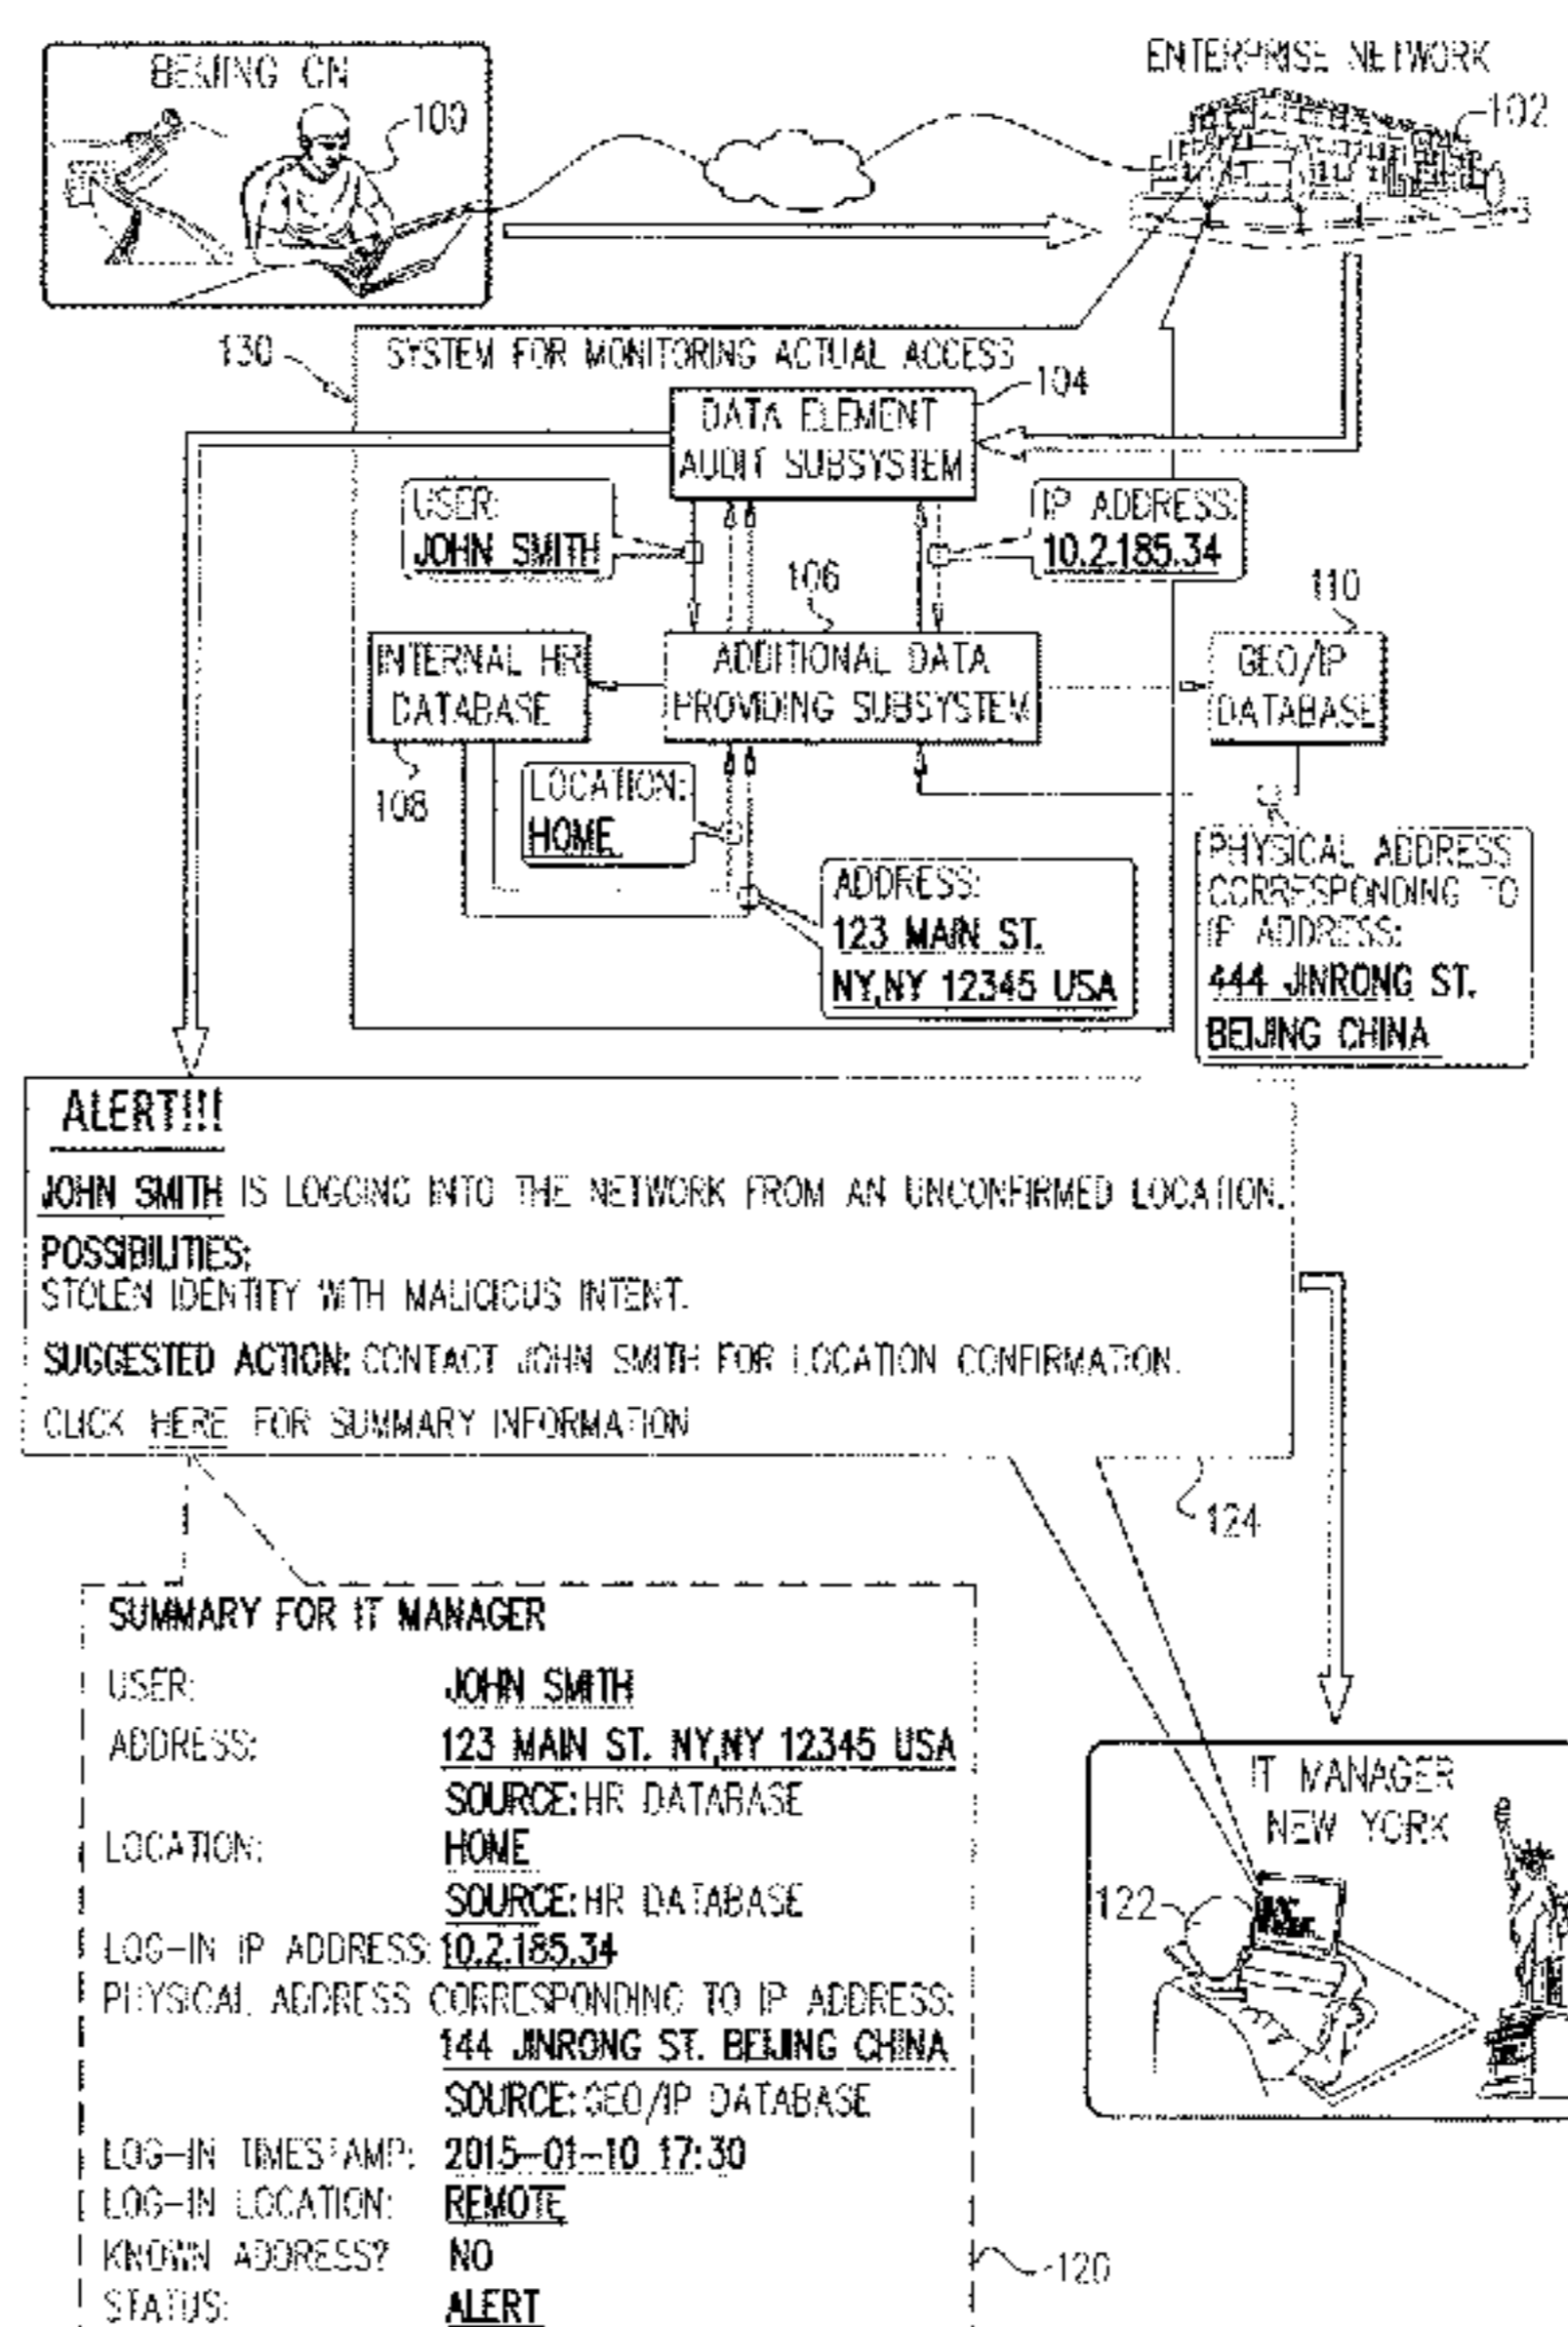 BEIJING CN
100
ENTERPRISE NETWORK
102
130
SYSTEM FOR MONITORING ACTUAL ACCESS
104
DATA ELEMENT
AUDIT SUBSYSTEM
USER:
JOHN SMITH
IP ADDRESS:
10.2.185.34
106
110
INTERNAL HR
DATABASE
ADDITIONAL DATA
PROVIDING SUBSYSTEM
GEO/IP
DATABASE
108
LOCATION:
HOME
ADDRESS:
123 MAIN ST.
NY,NY 12345 USA
PHYSICAL ADDRESS
CORRESPONDING TO
IP ADDRESS:
444 JINRONG ST.
BEIJING CHINA
ALERT!!!
JOHN SMITH IS LOGGING INTO THE NETWORK FROM AN UNCONFIRMED LOCATION.
POSSIBILITIES:
STOLEN IDENTITY WITH MALICIOUS INTENT.
SUGGESTED ACTION: CONTACT JOHN SMITH FOR LOCATION CONFIRMATION.
CLICK HERE FOR SUMMARY INFORMATION
124
SUMMARY FOR IT MANAGER
USER: JOHN SMITH
ADDRESS: 123 MAIN ST. NY,NY 12345 USA
SOURCE: HR DATABASE
LOCATION: HOME
SOURCE: HR DATABASE
LOG-IN IP ADDRESS: 10.2.185.34
PHYSICAL ADDRESS CORRESPONDING TO IP ADDRESS:
144 JINRONG ST. BEIJING CHINA
SOURCE: GEO/IP DATABASE
LOG-IN TIMESTAMP: 2015-01-10 17:30
LOG-IN LOCATION: REMOTE
KNOWN ADDRESS? NO
STATUS: ALERT
120
IT MANAGER
NEW YORK
122